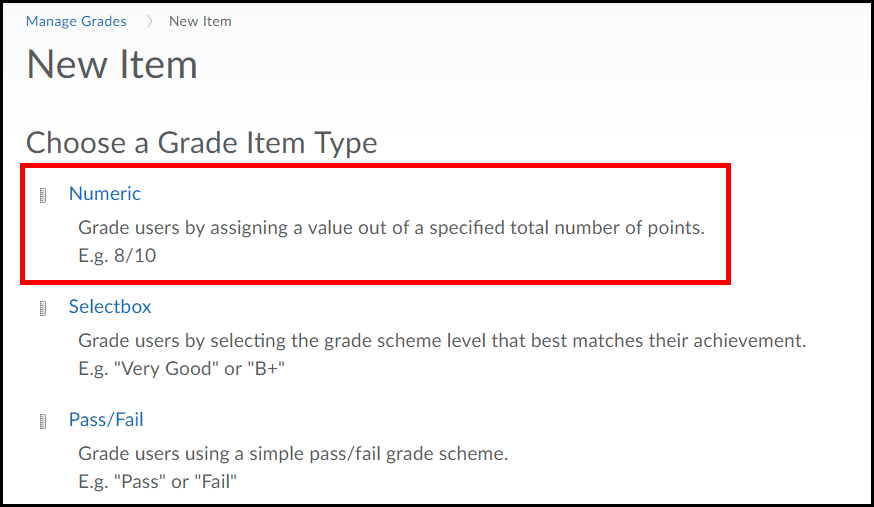 Manage Grades > New Item
New Item
Choose a Grade Item Type
Numeric
Grade users by assigning a value out of a specified total number of points.
E.g. 8/10
Selectbox
Grade users by selecting the grade scheme level that best matches their achievement.
E.g. "Very Good" or "B+"
Pass/Fail
Grade users using a simple pass/fail grade scheme.
E.g. "Pass" or "Fail"